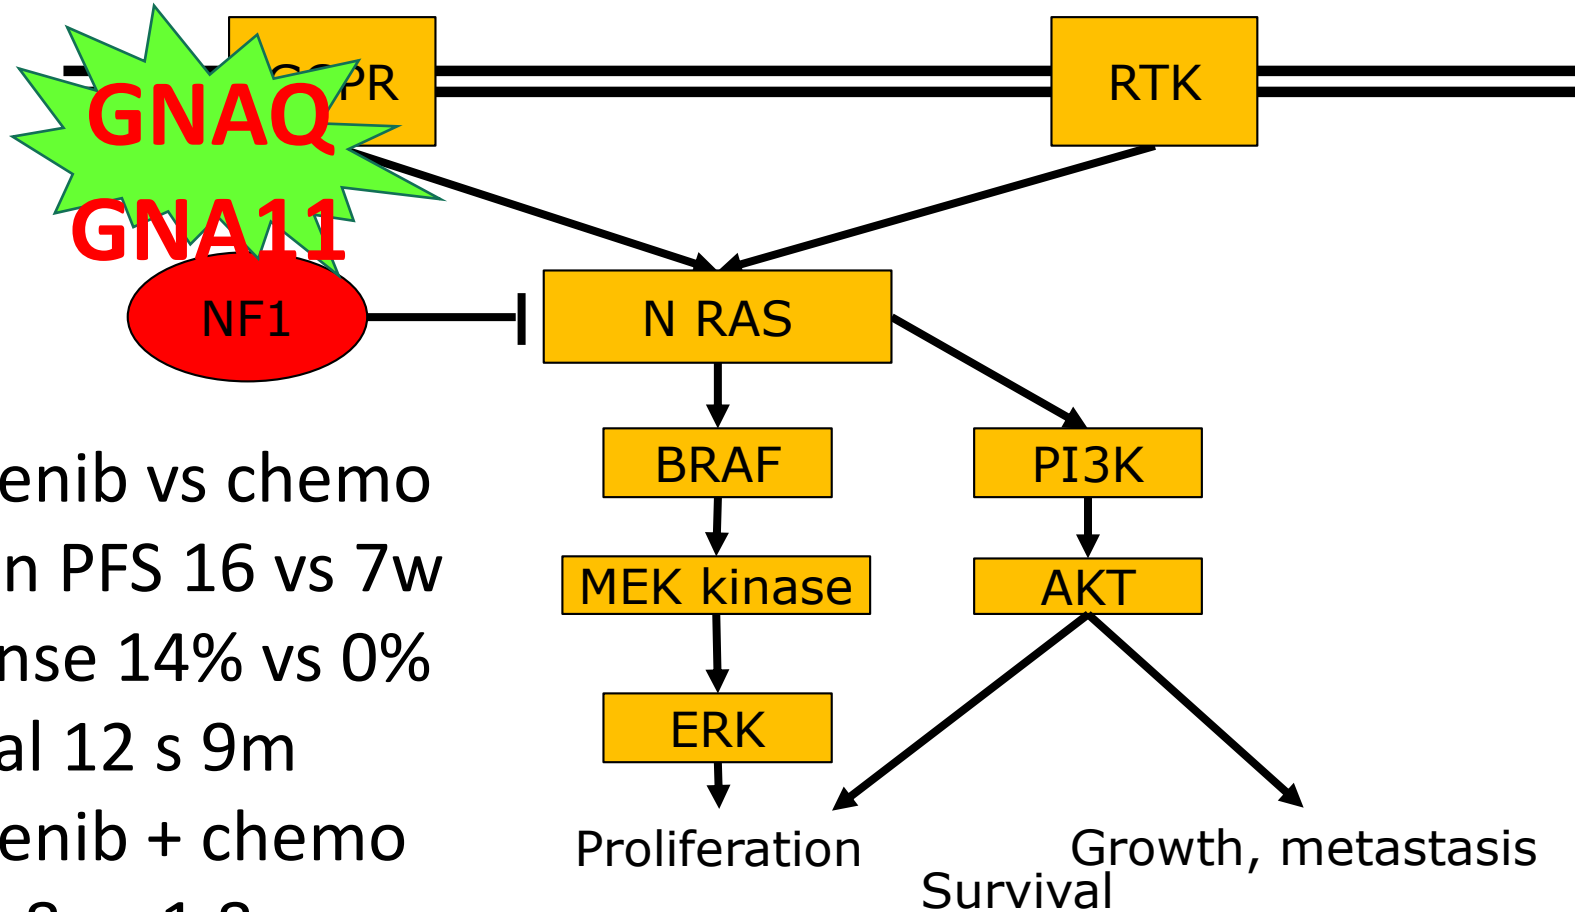 GNAQ
GNA11
RTK
NF1
N RAS
BRAF
PI3K
enib vs chemo
n PFS 16 vs 7w
MEK kinase
AKT
nse 14% vs 0%
ERK
al 12 s 9m
enib + chemo
Proliferation
Growth, metastasis
Survival